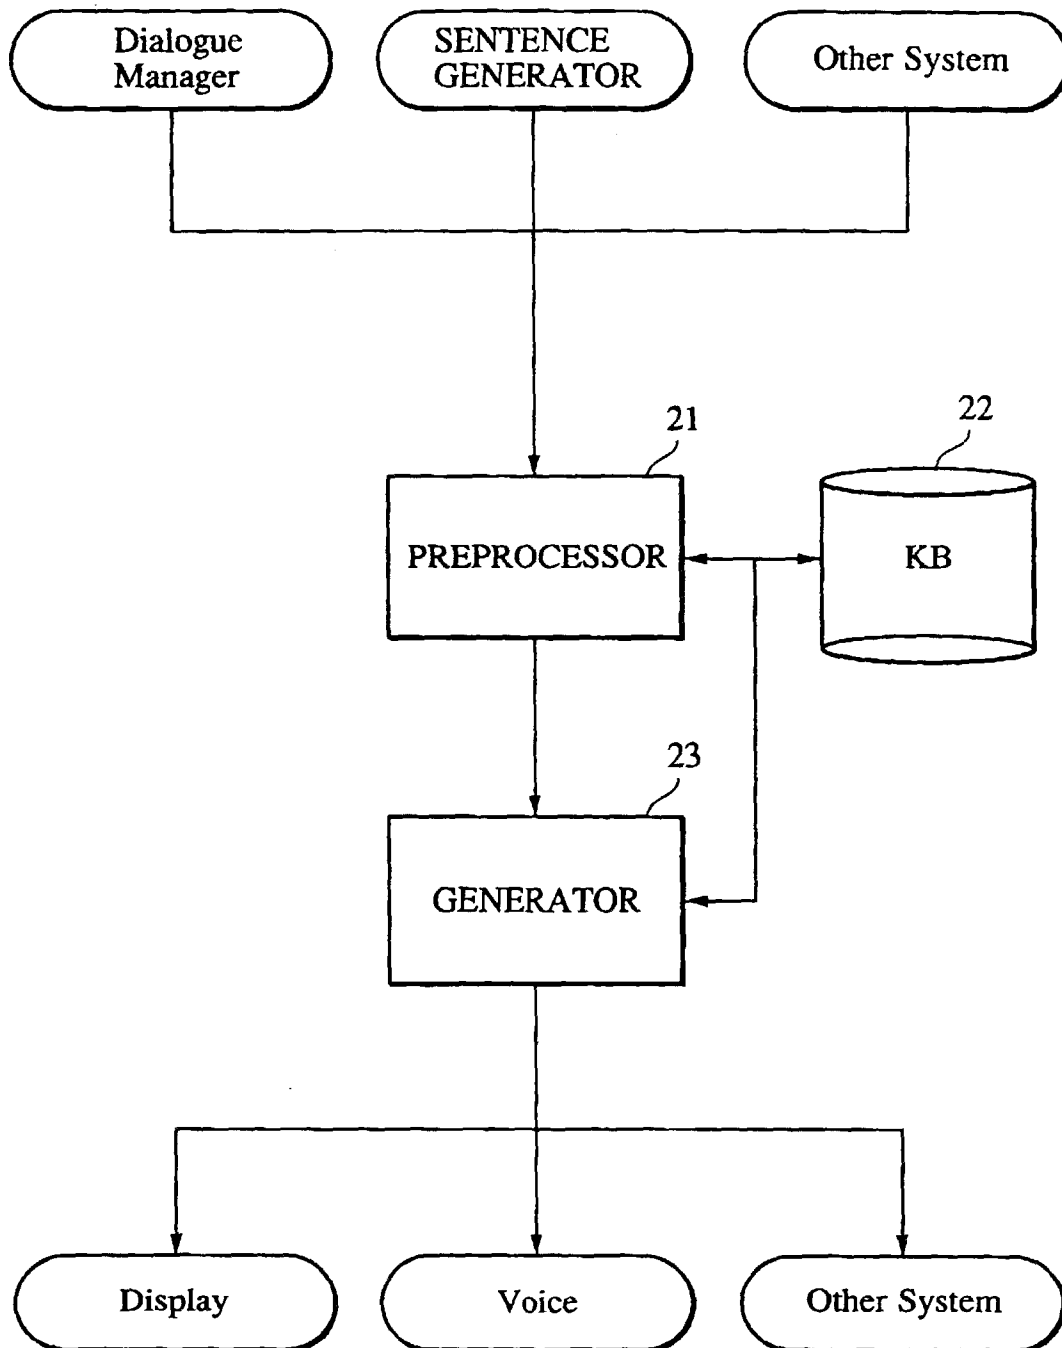 Dialogue
Manager
SENTENCE
GENERATOR
Other System
21
22
PREPROCESSOR
KB
23
GENERATOR
Display
Voice
Other System